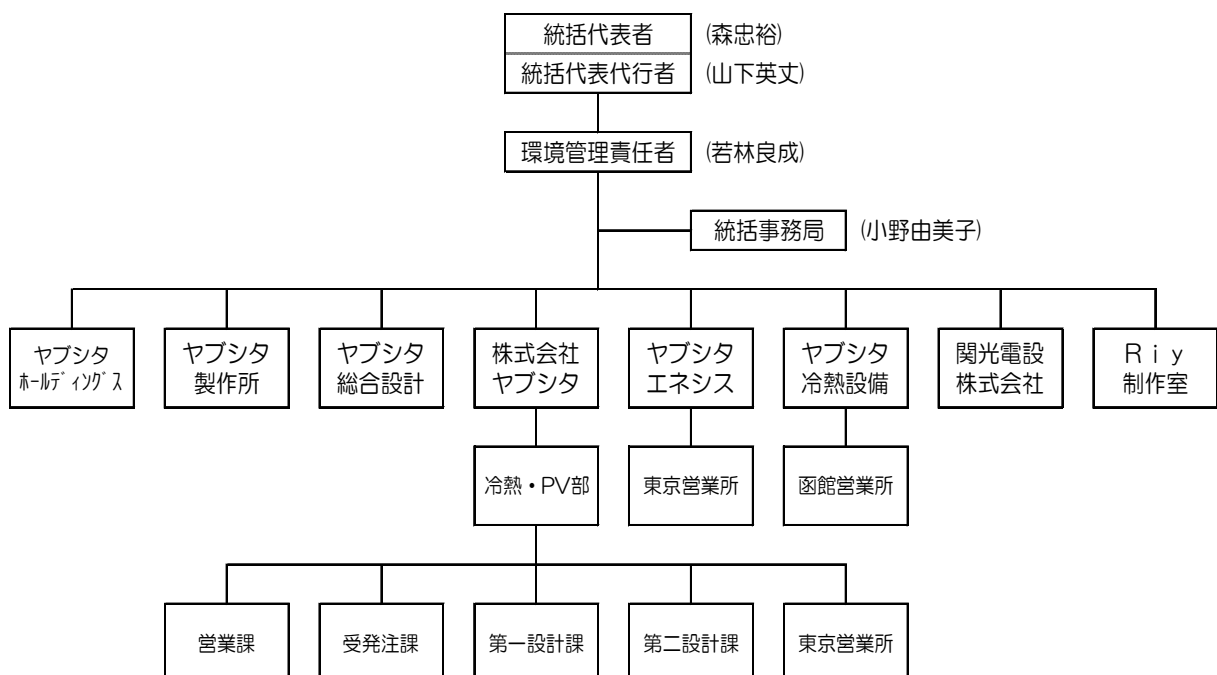 統括代表者 (森忠裕)
統括代表代行者 (山下英丈)
環境管理責任者 (若林良成)
統括事務局 (小野由美子)
ヤブシタ
ﾎｰﾙﾃﾞｨﾝｸﾞｽ
ヤブシタ
製作所
ヤブシタ
総合設計
株式会社
ヤブシタ
ヤブシタ
エネシス
ヤブシタ
冷熱設備
関光電設
株式会社
Ｒｉｙ
制作室
冷熱・PV部
東京営業所
函館営業所
営業課
受発注課
第一設計課
第二設計課
東京営業所